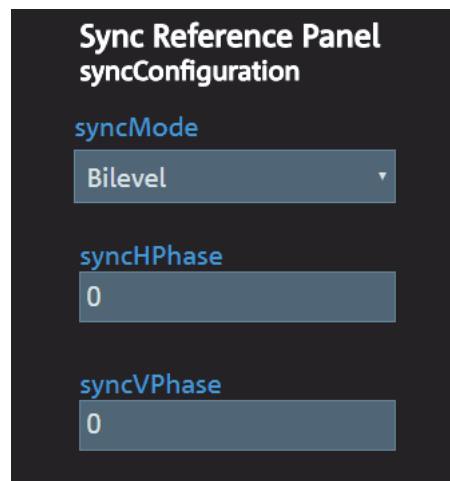 Sync Reference Panel
syncConfiguration
syncMode
Bilevel
syncHPhase
0
syncVPhase
0